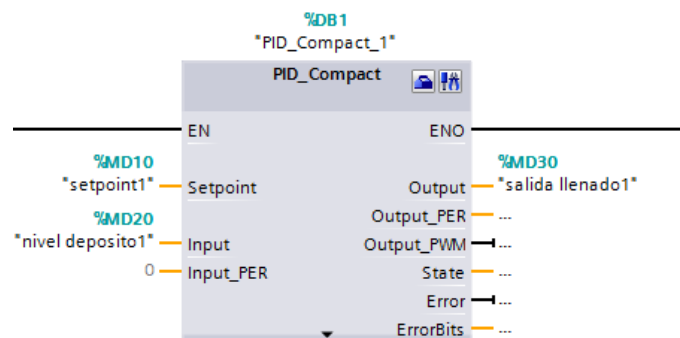 %DB1
"PID_Compact_1"
PID_Compact
EN ENO
%MD10 %MD30
"setpoint1" Setpoint Output "salida llenado1"
Output_PER ...
%MD20
"nivel deposito1" Input Output_PWM ...
0 Input_PER State ...
Error ...
ErrorBits ...